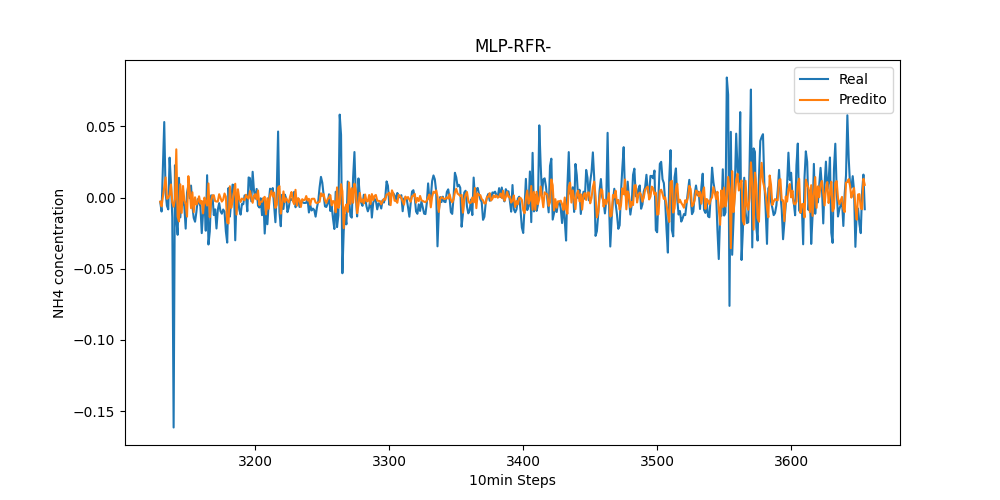 MLP-RFR-
Real
Predito
0.05
0.00
−0.05
−0.10
−0.15
NH4 concentration
3200 3300 3400 3500 3600
10min Steps